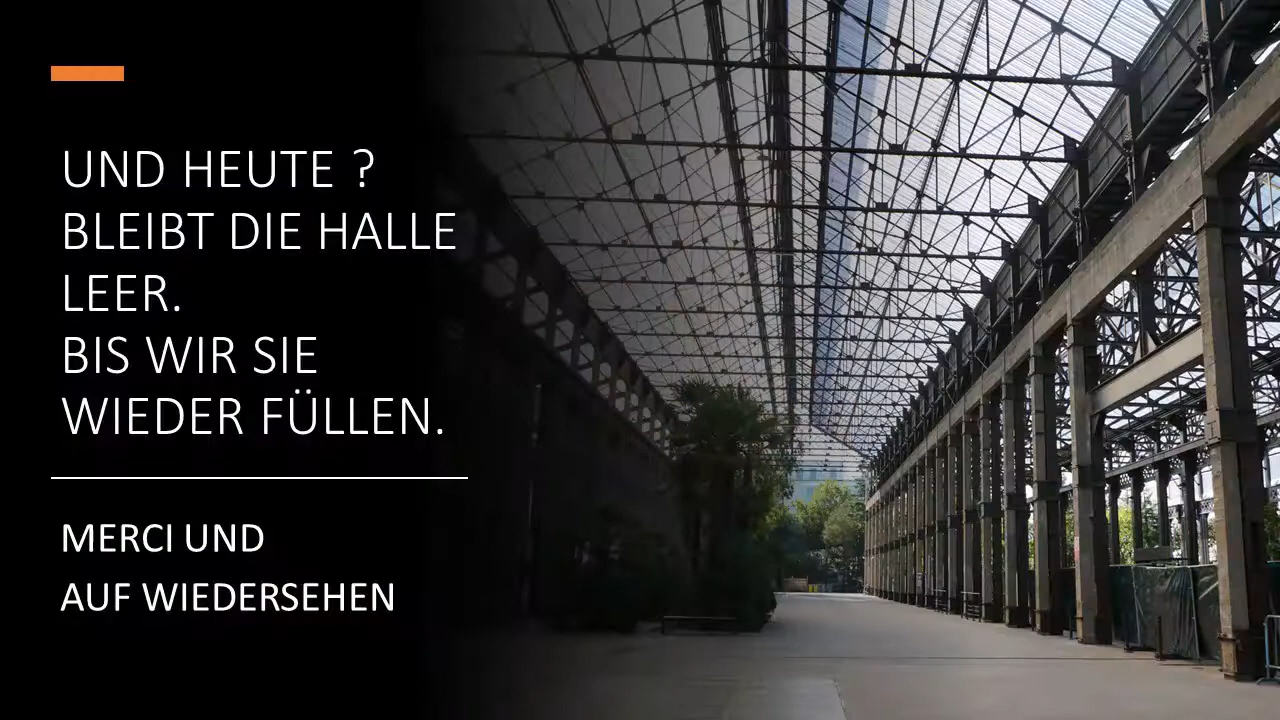 UND HEUTE ?
BLEIBT DIE HALLE
LEER.
BIS WIR SIE
WIEDER FÜLLEN.
MERCI UND
AUF WIEDERSEHEN